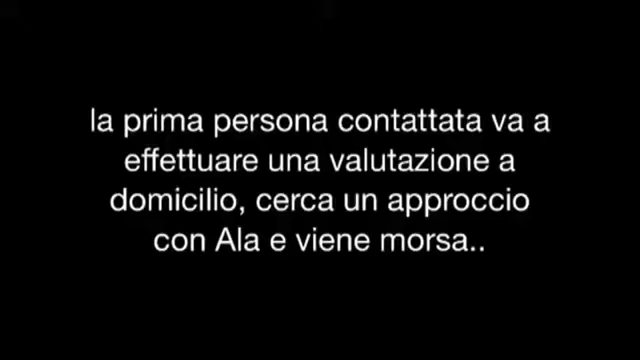 la prima persona contattata va a
effettuare una valutazione a
domicilio, cerca un approccio
con Ala e viene morsa..